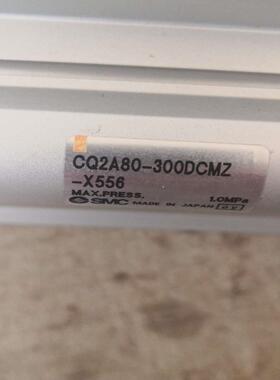 CQ2A80-300DCMZ
-X556
MAX.PRESS. 1.0MPa
SMC MADE IN JAPAN